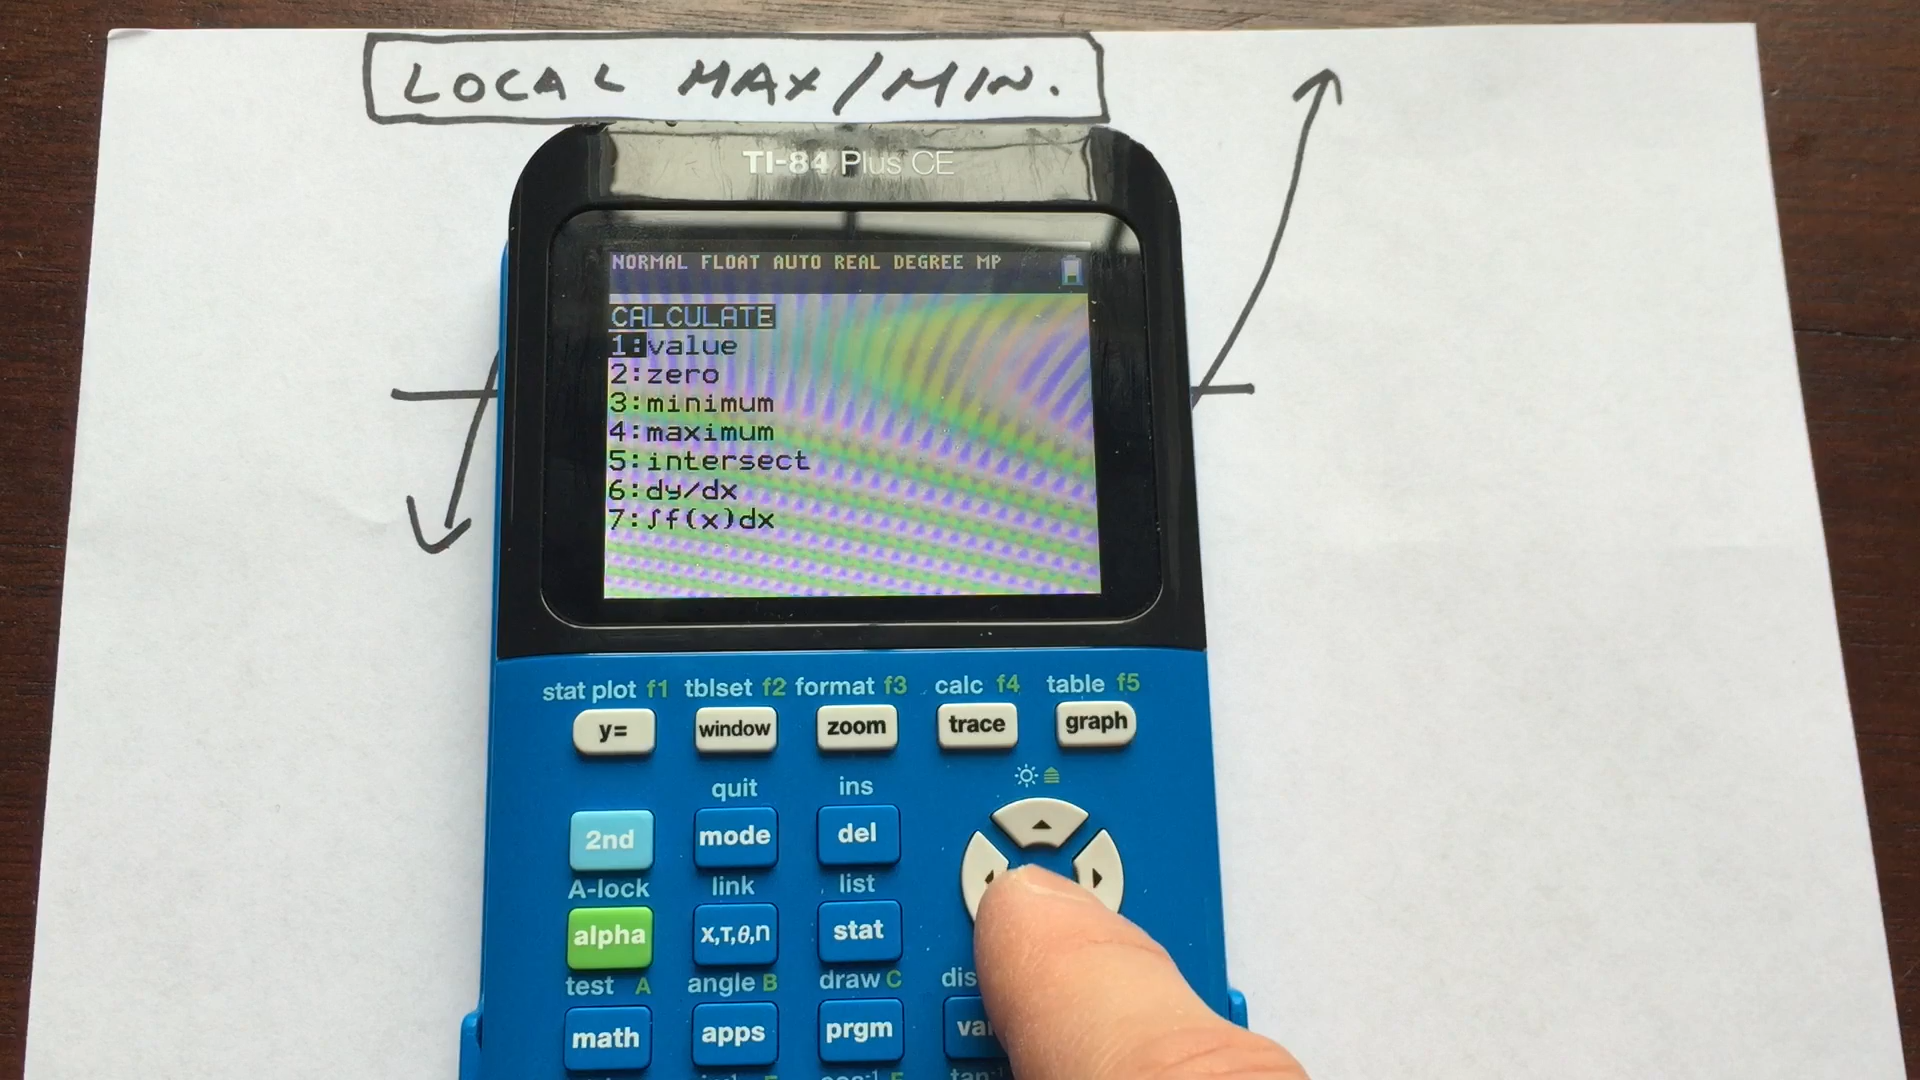 LOCAL MAX/MIN.
TI-84 Plus CE
NORMAL FLOAT AUTO REAL DEGREE MP
CALCULATE
1:value
2:zero
3:minimum
4:maximum
5:intersect
6:dy/dx
7:∫f(x)dx
stat plot f1 tblset f2 format f3 calc f4 table f5
y= window zoom trace graph
quit ins
2nd mode del
A-lock link list
alpha X,T,θ,n stat
test A angle B draw C
math apps prgm